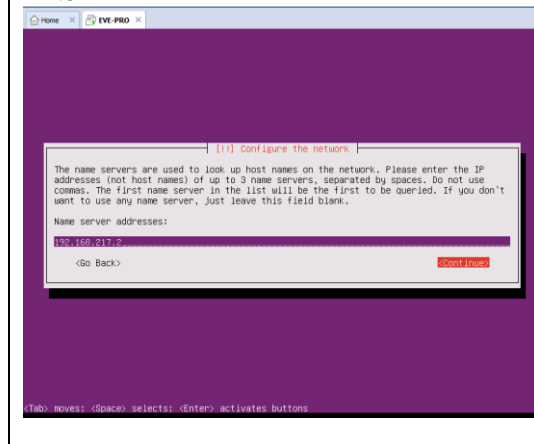 Home × EVE-PRO ×
[!!] Configure the network
The name servers are used to look up host names on the network. Please enter the IP
addresses (not host names) of up to 3 name servers, separated by spaces. Do not use
commas. The first name server in the list will be the first to be queried. If you don't
want to use any name server, just leave this field blank.
Name server addresses:
192.168.217.2
<Go Back> <Continue>
<Tab> moves; <Space> selects; <Enter> activates buttons